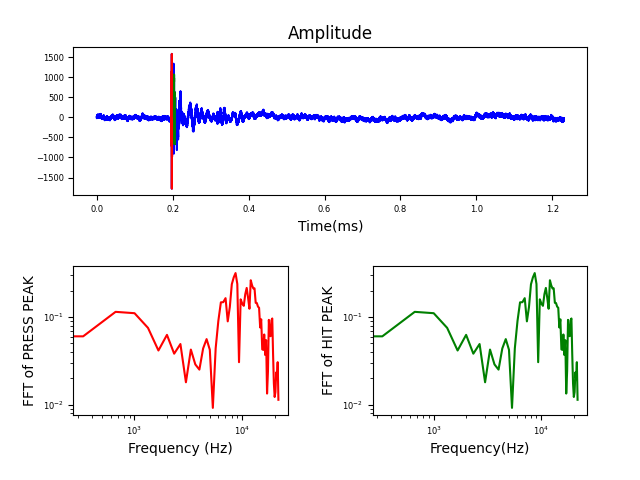 Amplitude
1500
1000
500
0
−500
−1000
−1500
0.0 0.2 0.4 0.6 0.8 1.0 1.2
Time(ms)
FFT of PRESS PEAK
10⁻¹
10⁻²
10³ 10⁴
Frequency (Hz)
FFT of HIT PEAK
10⁻¹
10⁻²
10³ 10⁴
Frequency(Hz)